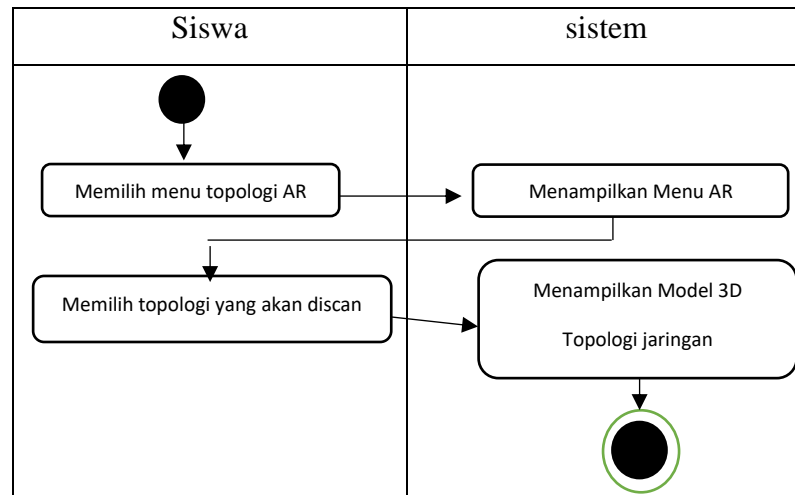 Siswa
sistem
Memilih menu topologi AR
Menampilkan Menu AR
Memilih topologi yang akan discan
Menampilkan Model 3D
Topologi jaringan